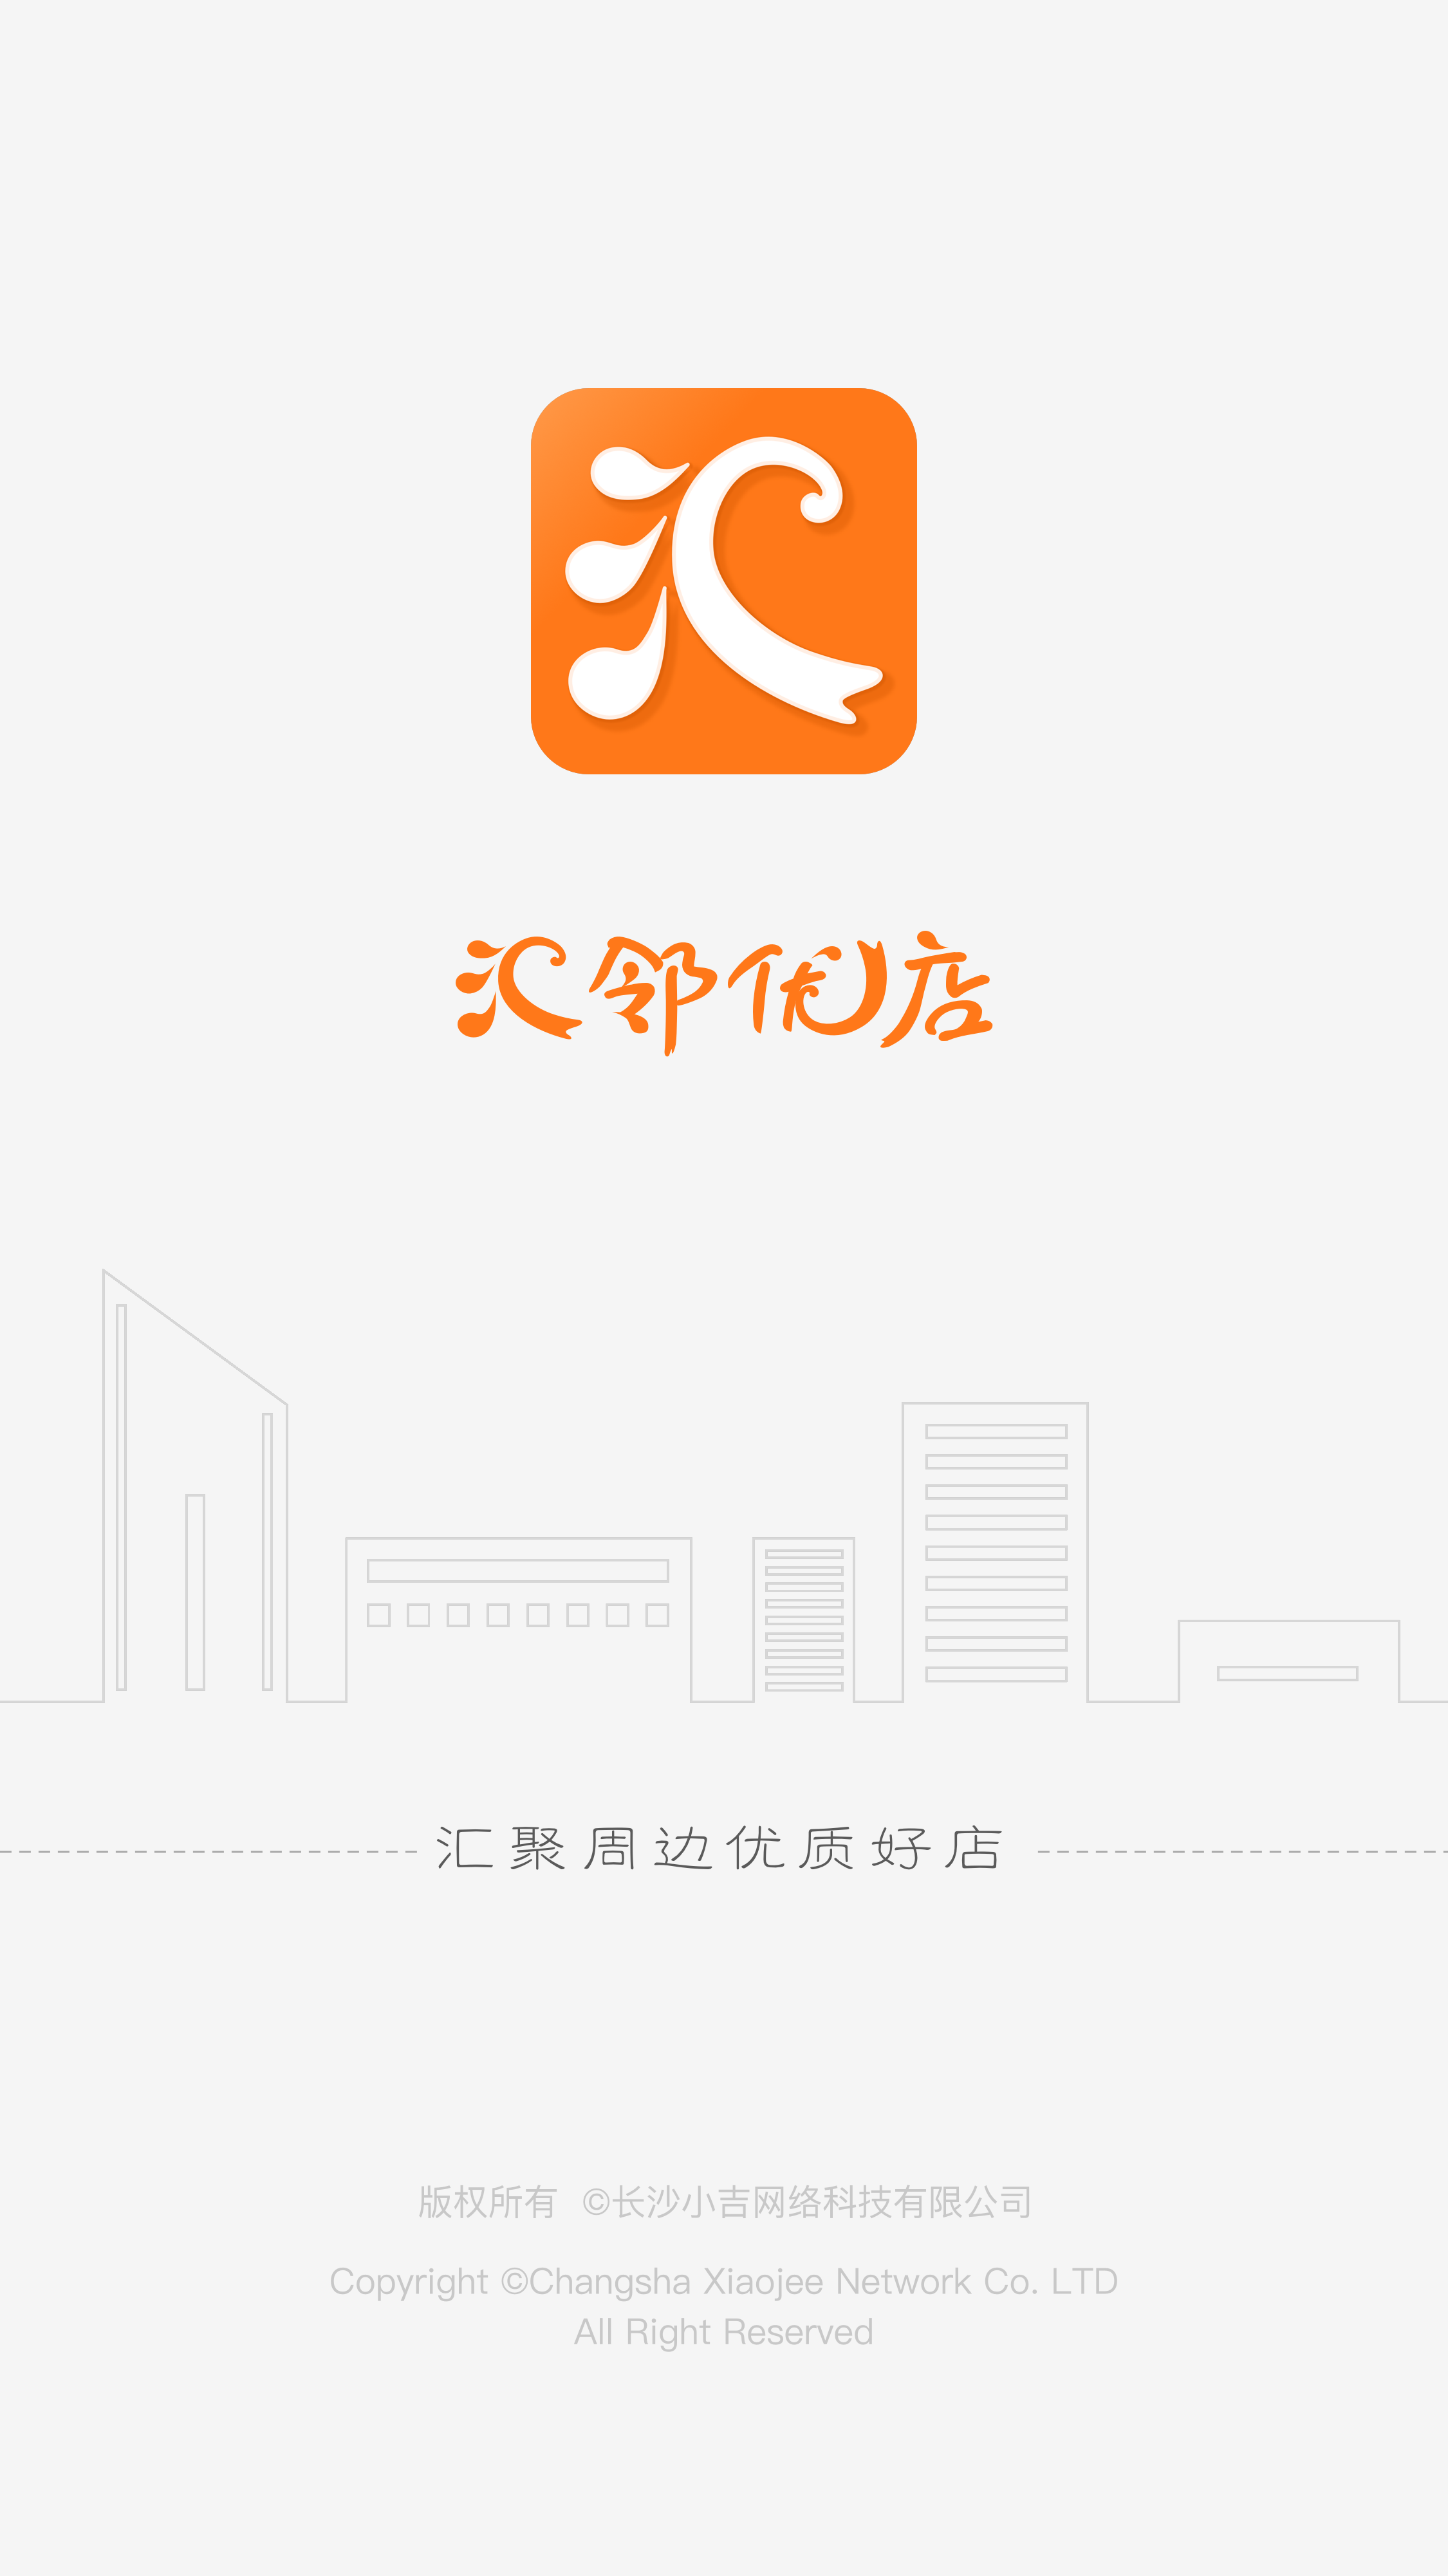 汇
汇邻优店
汇聚周边优质好店
版权所有 ©长沙小吉网络科技有限公司
Copyright ©Changsha Xiaojee Network Co. LTD
All Right Reserved